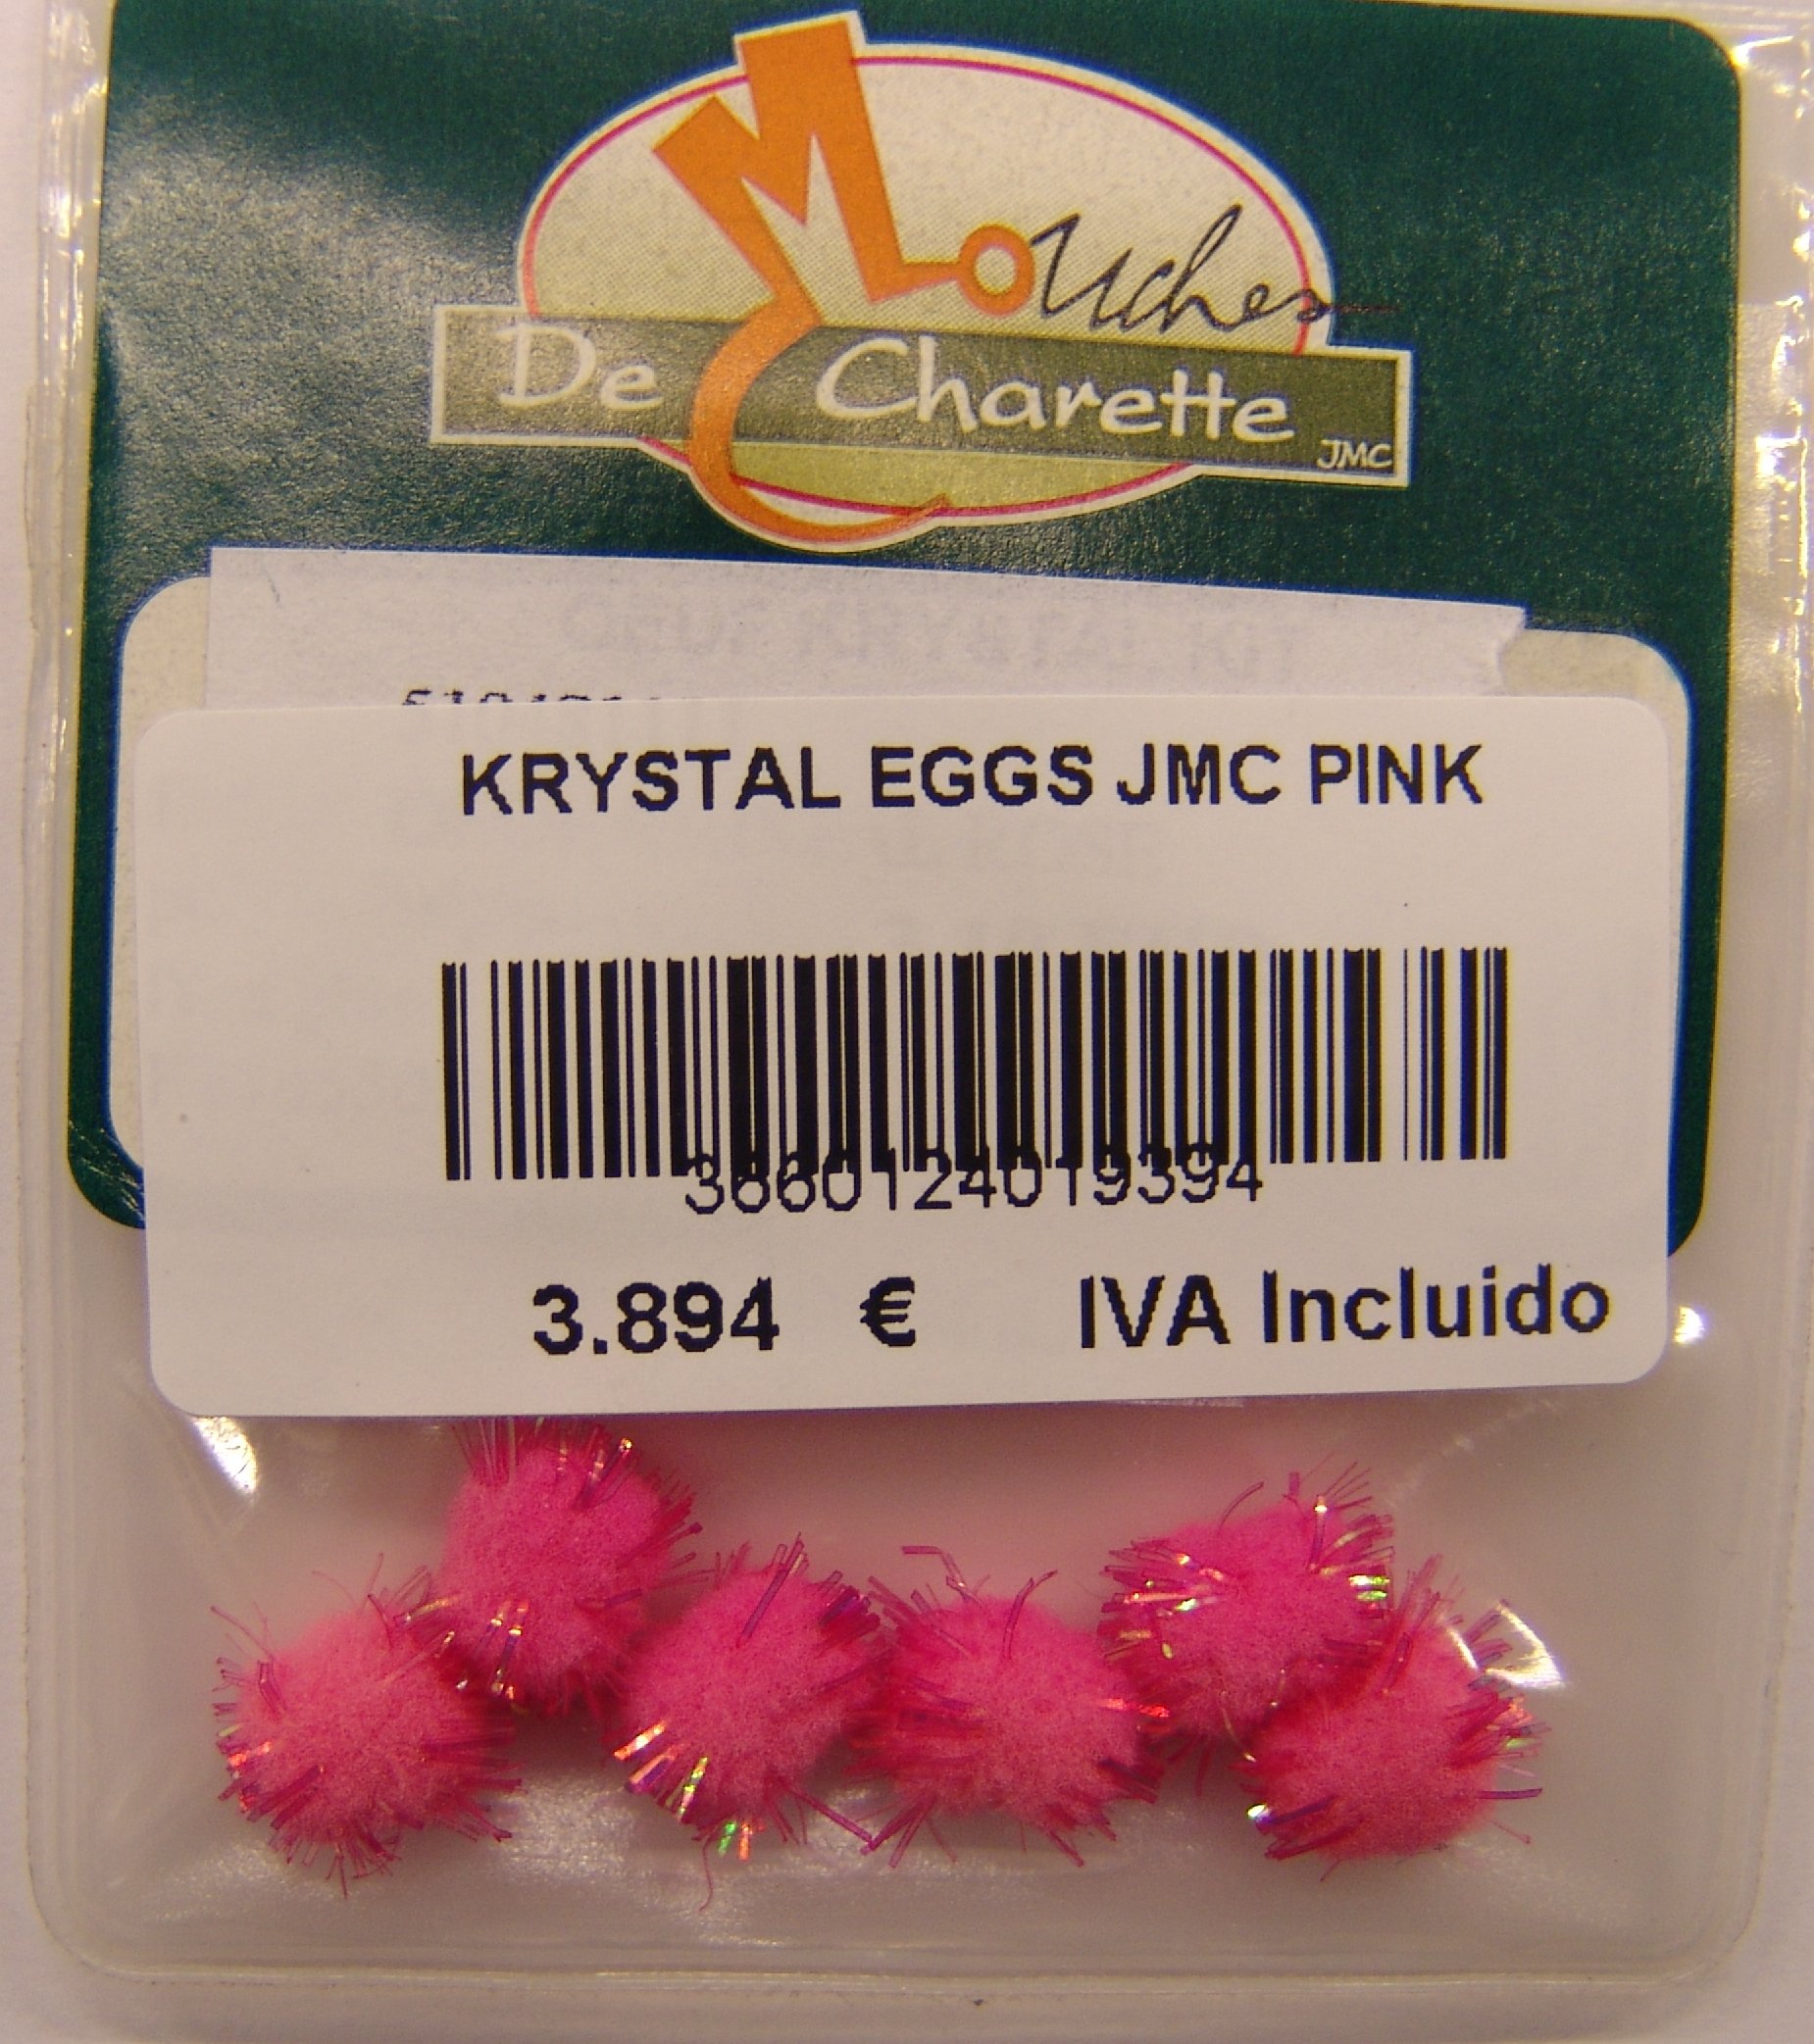 Mouches
De Charette
JMC
KRYSTAL EGGS JMC PINK
3660124019394
3.894 € IVA Incluido